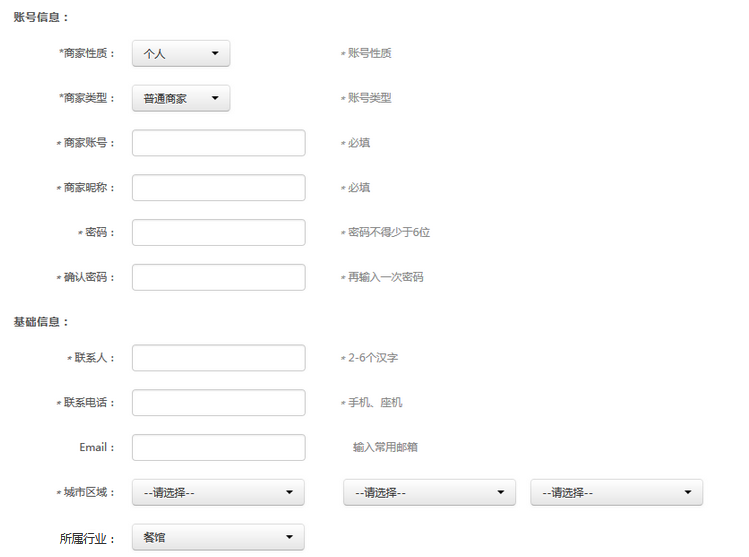 账号信息：
*商家性质： 个人 * 账号性质
*商家类型： 普通商家 * 账号类型
* 商家账号： * 必填
* 商家昵称： * 必填
* 密码： * 密码不得少于6位
* 确认密码： * 再输入一次密码
基础信息：
* 联系人： * 2-6个汉字
* 联系电话： * 手机、座机
Email： 输入常用邮箱
* 城市区域： --请选择-- --请选择-- --请选择--
所属行业： 餐馆